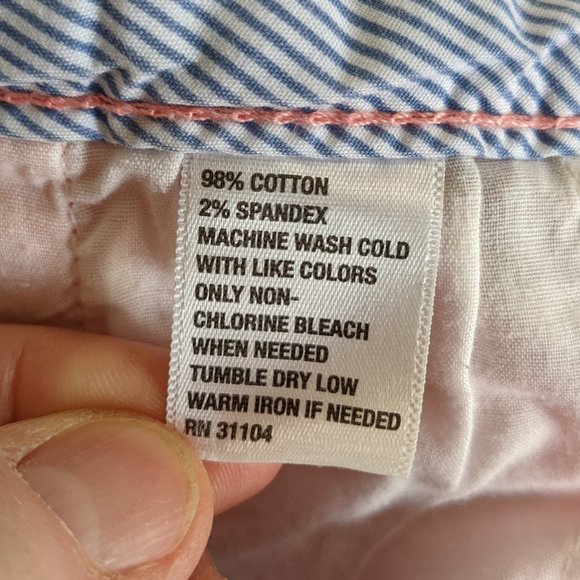 98% COTTON
2% SPANDEX
MACHINE WASH COLD
WITH LIKE COLORS
ONLY NON-
CHLORINE BLEACH
WHEN NEEDED
TUMBLE DRY LOW
WARM IRON IF NEEDED
RN 31104